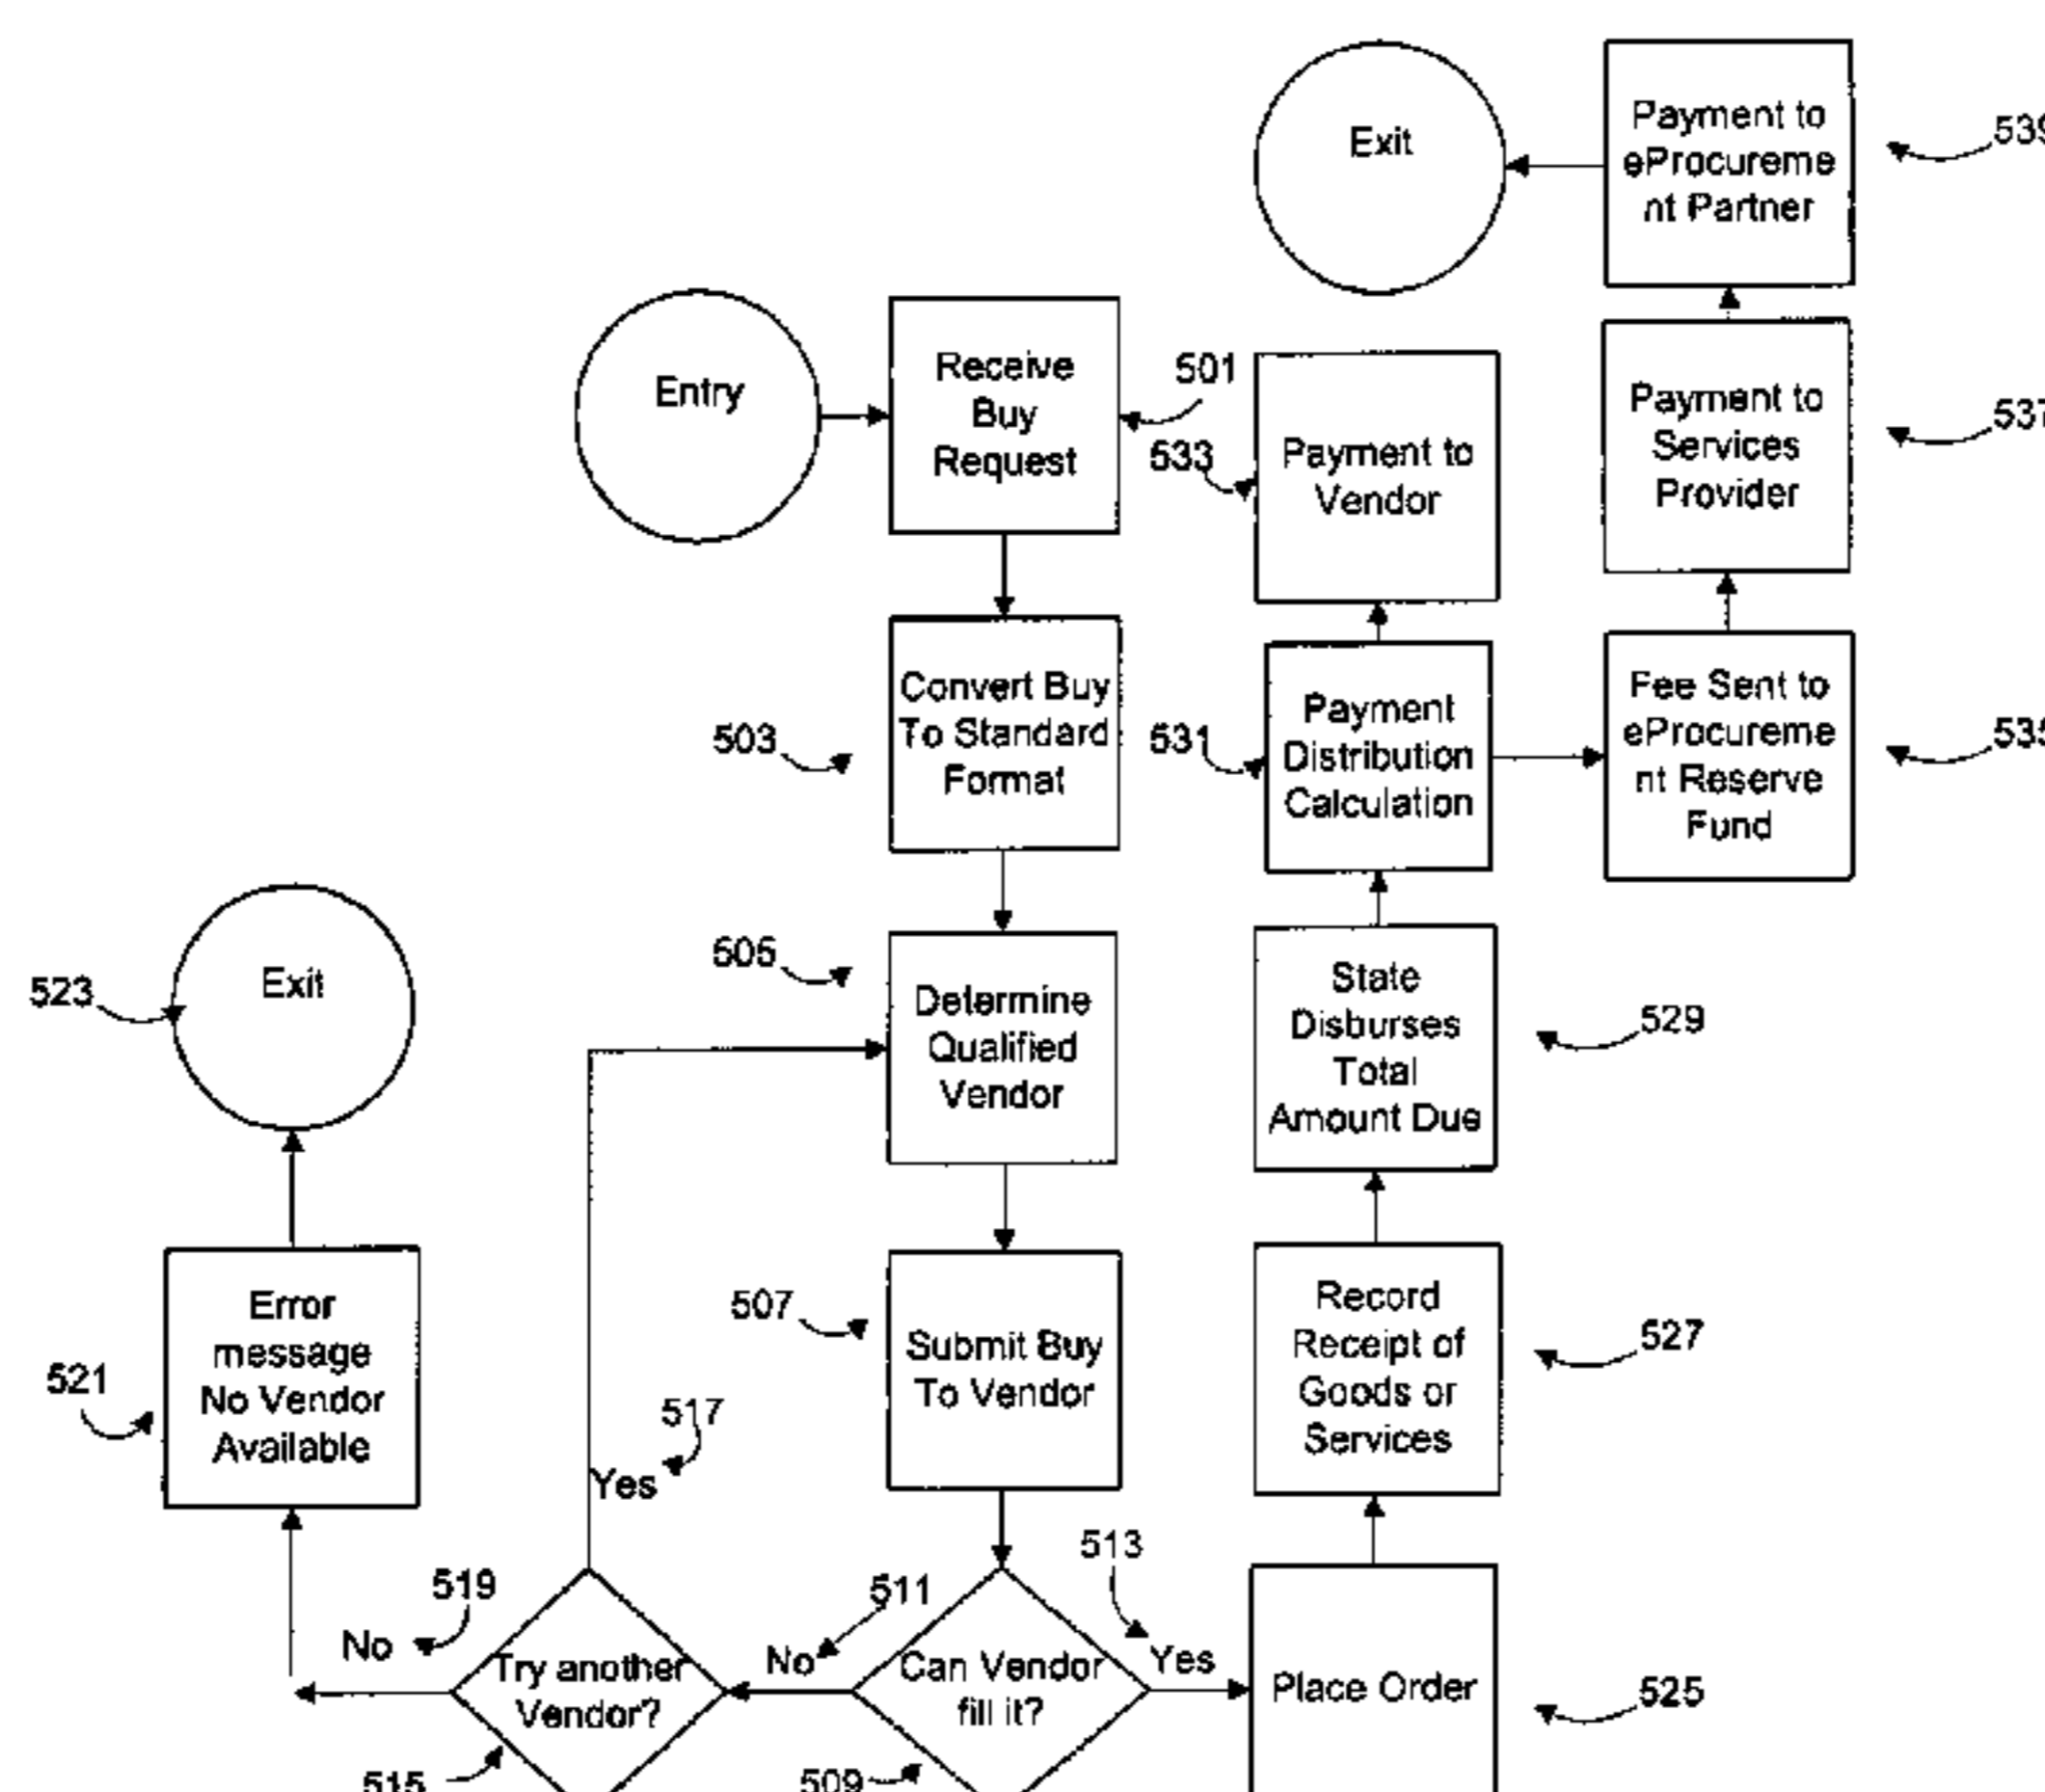 Exit
Payment to
eProcureme
nt Partner
539
Entry
Receive
Buy
Request
501
533
Payment to
Vendor
Payment to
Services
Provider
537
503
Convert Buy
To Standard
Format
531
Payment
Distribution
Calculation
Fee Sent to
eProcureme
nt Reserve
Fund
535
523
Exit
505
Determine
Qualified
Vendor
State
Disburses
Total
Amount Due
529
521
Error
message
No Vendor
Available
517
Yes
507
Submit Buy
To Vendor
Record
Receipt of
Goods or
Services
527
519
No
Try another
Vendor?
515
511
No
Can Vendor
fill it?
509
513
Yes
Place Order
525